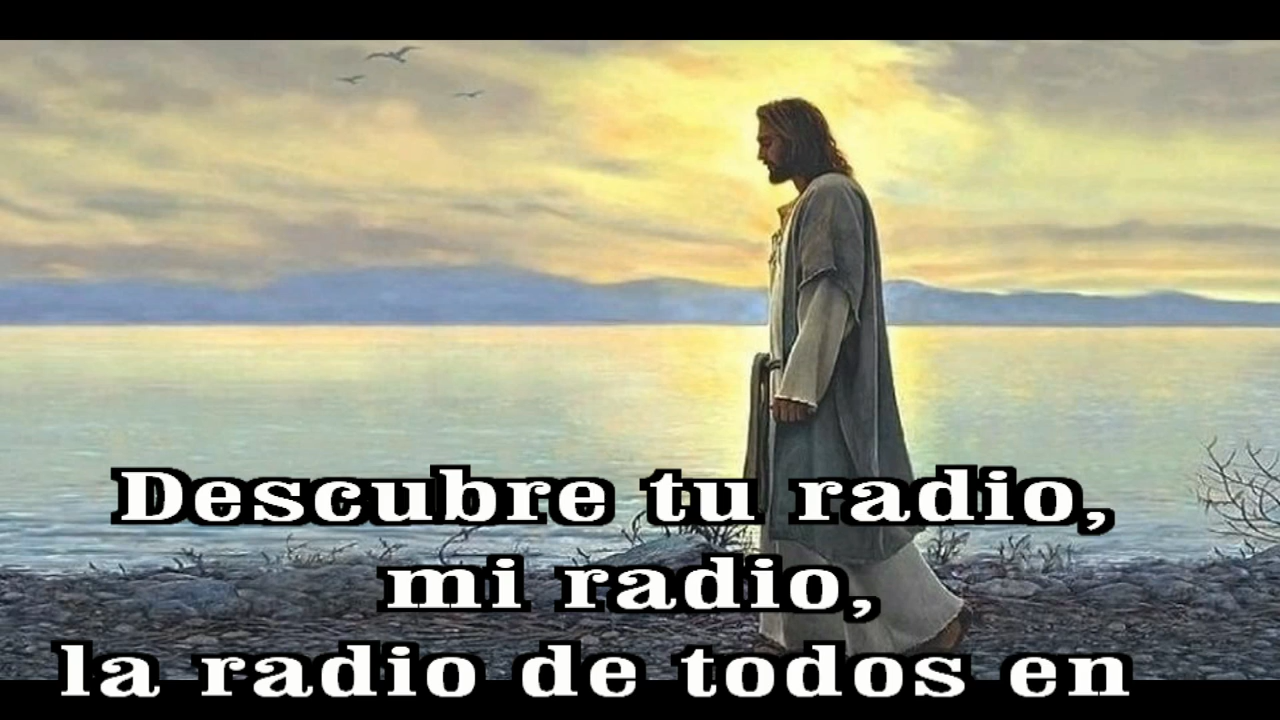 Descubre tu radio,
mi radio,
la radio de todos en